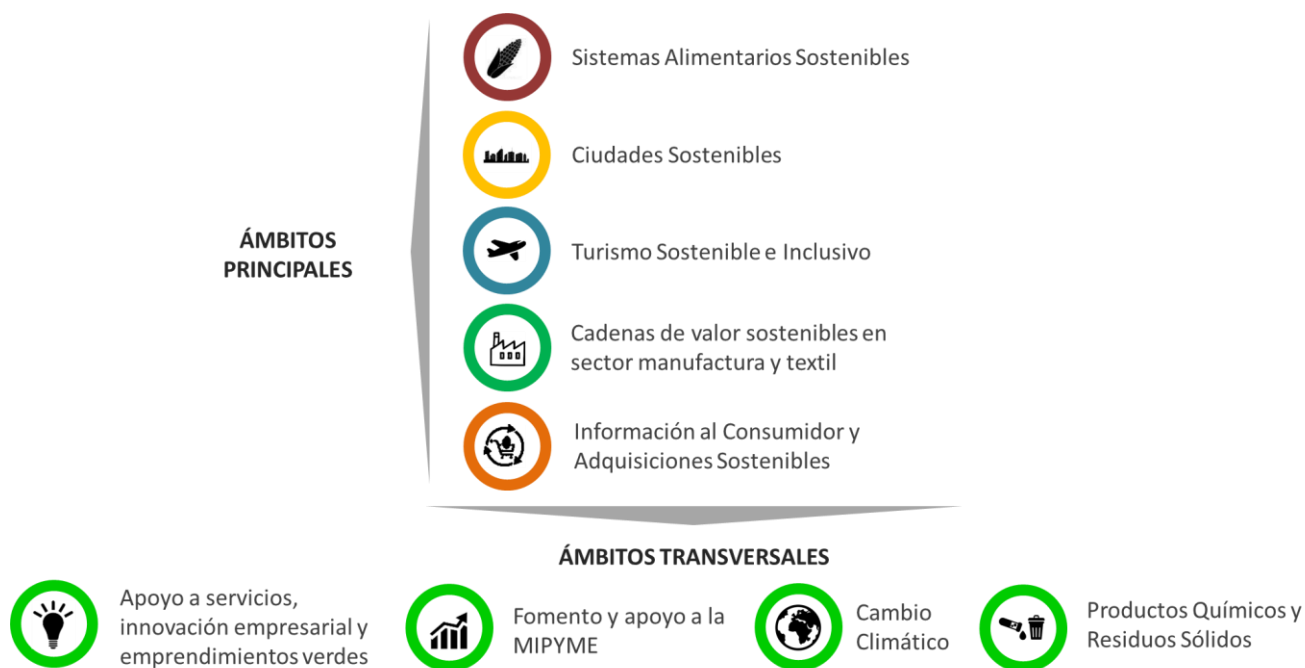 Sistemas Alimentarios Sostenibles
Ciudades Sostenibles
ÁMBITOS
PRINCIPALES
Turismo Sostenible e Inclusivo
Cadenas de valor sostenibles en
sector manufactura y textil
Información al Consumidor y
Adquisiciones Sostenibles
ÁMBITOS TRANSVERSALES
Apoyo a servicios,
innovación empresarial y
emprendimientos verdes
Fomento y apoyo a la
MIPYME
Cambio
Climático
Productos Químicos y
Residuos Sólidos